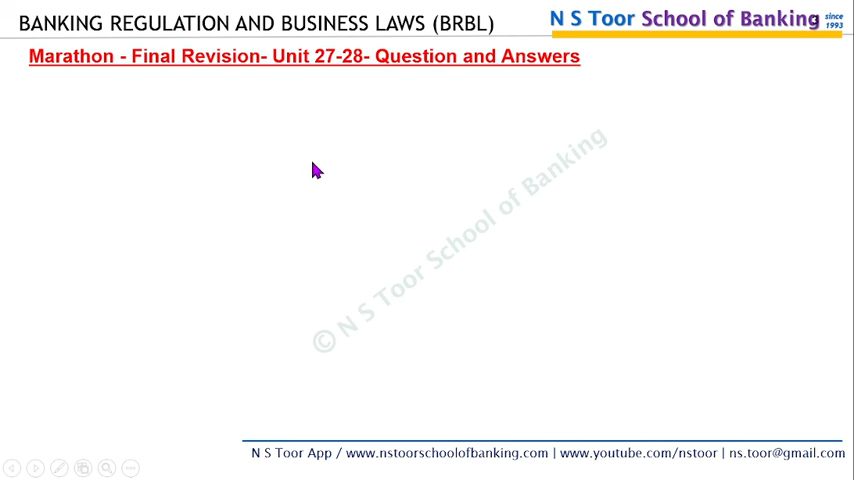 BANKING REGULATION AND BUSINESS LAWS (BRBL)
N S Toor School of Banking since 1993
Marathon - Final Revision- Unit 27-28- Question and Answers
© N S Toor School of Banking
N S Toor App / www.nstoorschoolofbanking.com | www.youtube.com/nstoor | ns.toor@gmail.com